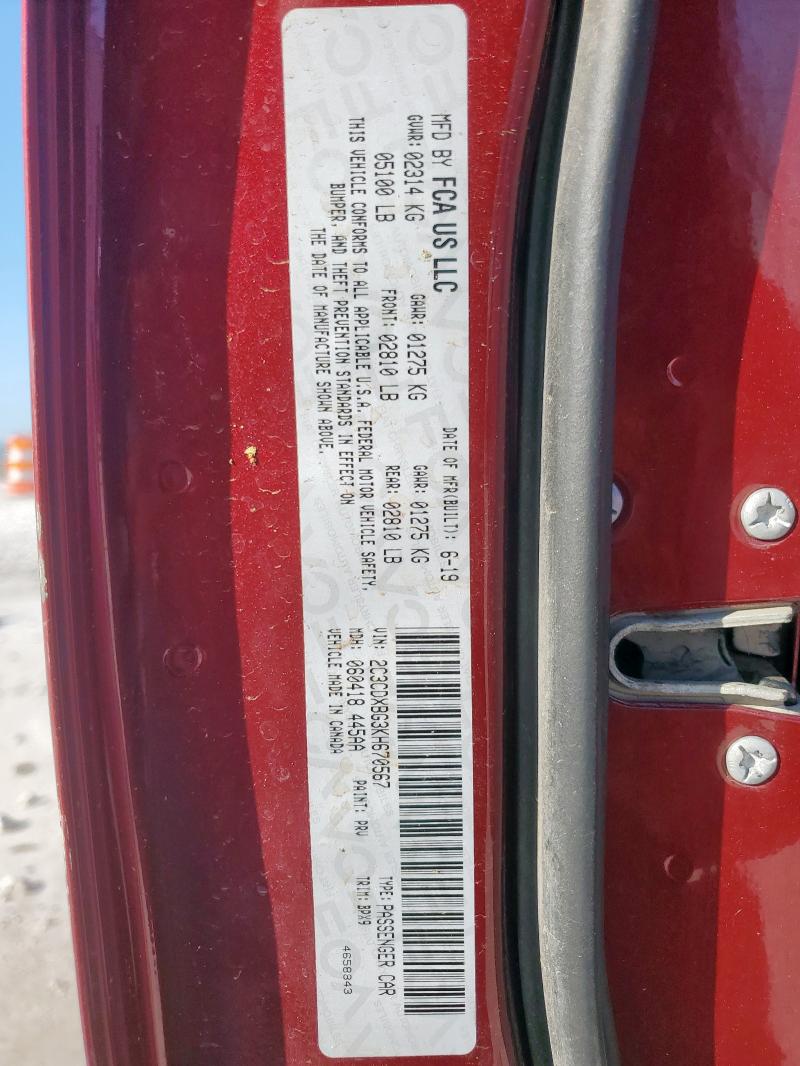 MFD BY FCA US LLC
DATE OF MFR(BUILT): 6-19
GVWR: 02314 KG GAWR: 01275 KG GAWR: 01275 KG
05100 LB FRONT: 02810 LB REAR: 02810 LB
THIS VEHICLE CONFORMS TO ALL APPLICABLE U.S.A. FEDERAL MOTOR VEHICLE SAFETY,
BUMPER, AND THEFT PREVENTION STANDARDS IN EFFECT ON
THE DATE OF MANUFACTURE SHOWN ABOVE.
VIN: 2C3CDXBG3KH670567 TYPE: PASSENGER CAR
MDH: 060418 445AA PAINT: PRV TRIM: BPX9
VEHICLE MADE IN CANADA
4658343